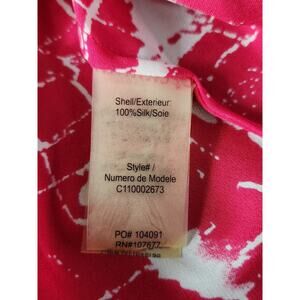 Shell/Exterieur:
100%Silk/Soie
Style# /
Numero de Modele
C110002673
PO# 104091
RN#107677